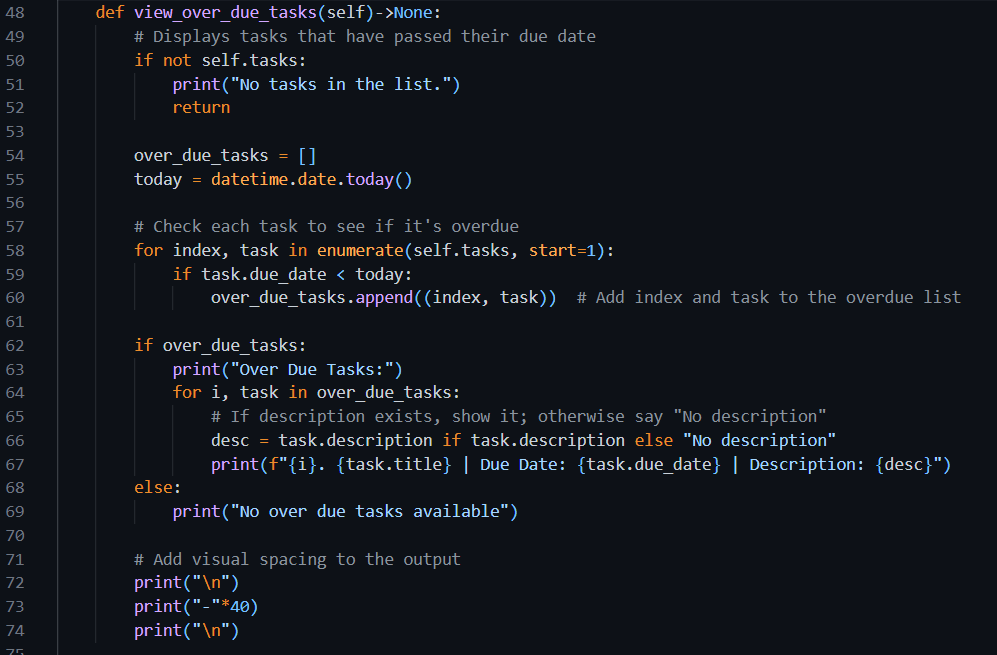 48 def view_over_due_tasks(self)->None:
49 # Displays tasks that have passed their due date
50 if not self.tasks:
51 print("No tasks in the list.")
52 return
53
54 over_due_tasks = []
55 today = datetime.date.today()
56
57 # Check each task to see if it's overdue
58 for index, task in enumerate(self.tasks, start=1):
59 if task.due_date < today:
60 over_due_tasks.append((index, task))  # Add index and task to the overdue list
61
62 if over_due_tasks:
63 print("Over Due Tasks:")
64 for i, task in over_due_tasks:
65 # If description exists, show it; otherwise say "No description"
66 desc = task.description if task.description else "No description"
67 print(f"{i}. {task.title} | Due Date: {task.due_date} | Description: {desc}")
68 else:
69 print("No over due tasks available")
70
71 # Add visual spacing to the output
72 print("\n")
73 print("-"*40)
74 print("\n")
75